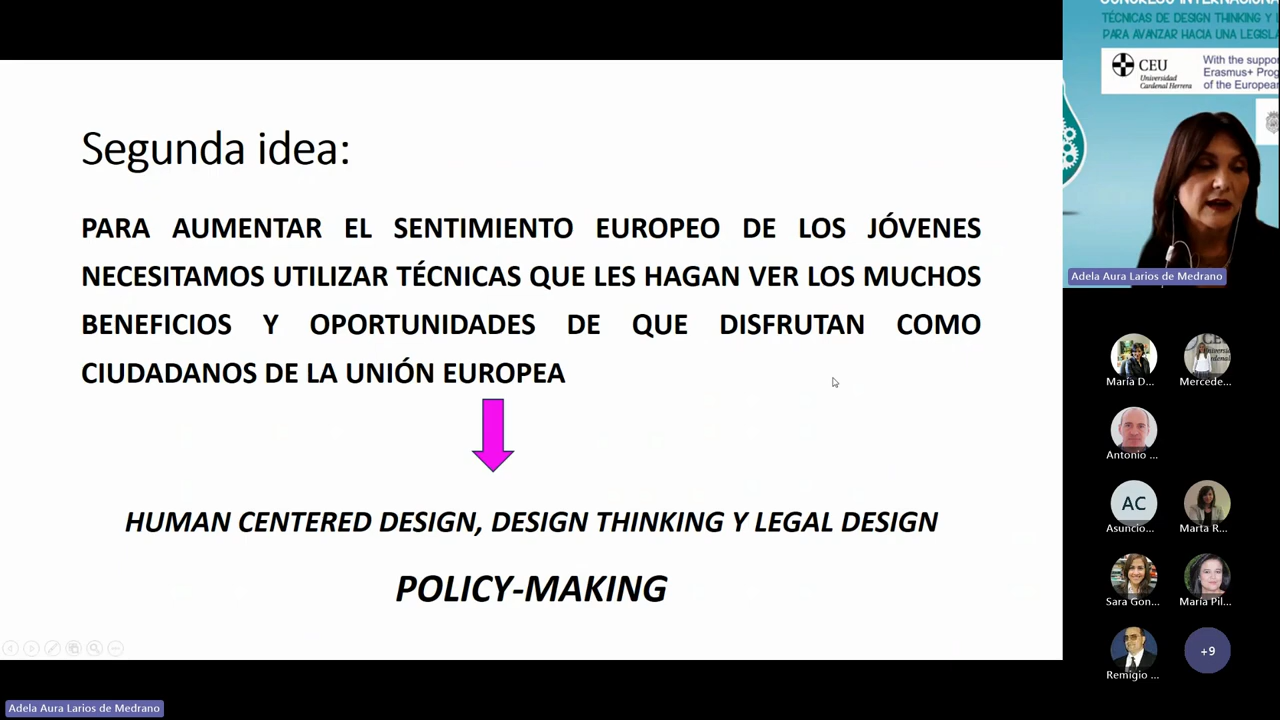 Segunda idea:
PARA AUMENTAR EL SENTIMIENTO EUROPEO DE LOS JÓVENES
NECESITAMOS UTILIZAR TÉCNICAS QUE LES HAGAN VER LOS MUCHOS
BENEFICIOS Y OPORTUNIDADES DE QUE DISFRUTAN COMO
CIUDADANOS DE LA UNIÓN EUROPEA
HUMAN CENTERED DESIGN, DESIGN THINKING Y LEGAL DESIGN
POLICY-MAKING
CONGRESO INTERNACIONA
TÉCNICAS DE DESIGN THINKING Y
PARA AVANZAR HACIA UNA LEGISLA
CEU
Universidad
Cardenal Herrera
With the suppo
Erasmus+ Prog
of the European
Adela Aura Larios de Medrano
María D...
Mercede...
Antonio ...
AC
Asuncio...
Marta R...
Sara Gon...
María Pil...
Remigio ...
+9
Adela Aura Larios de Medrano